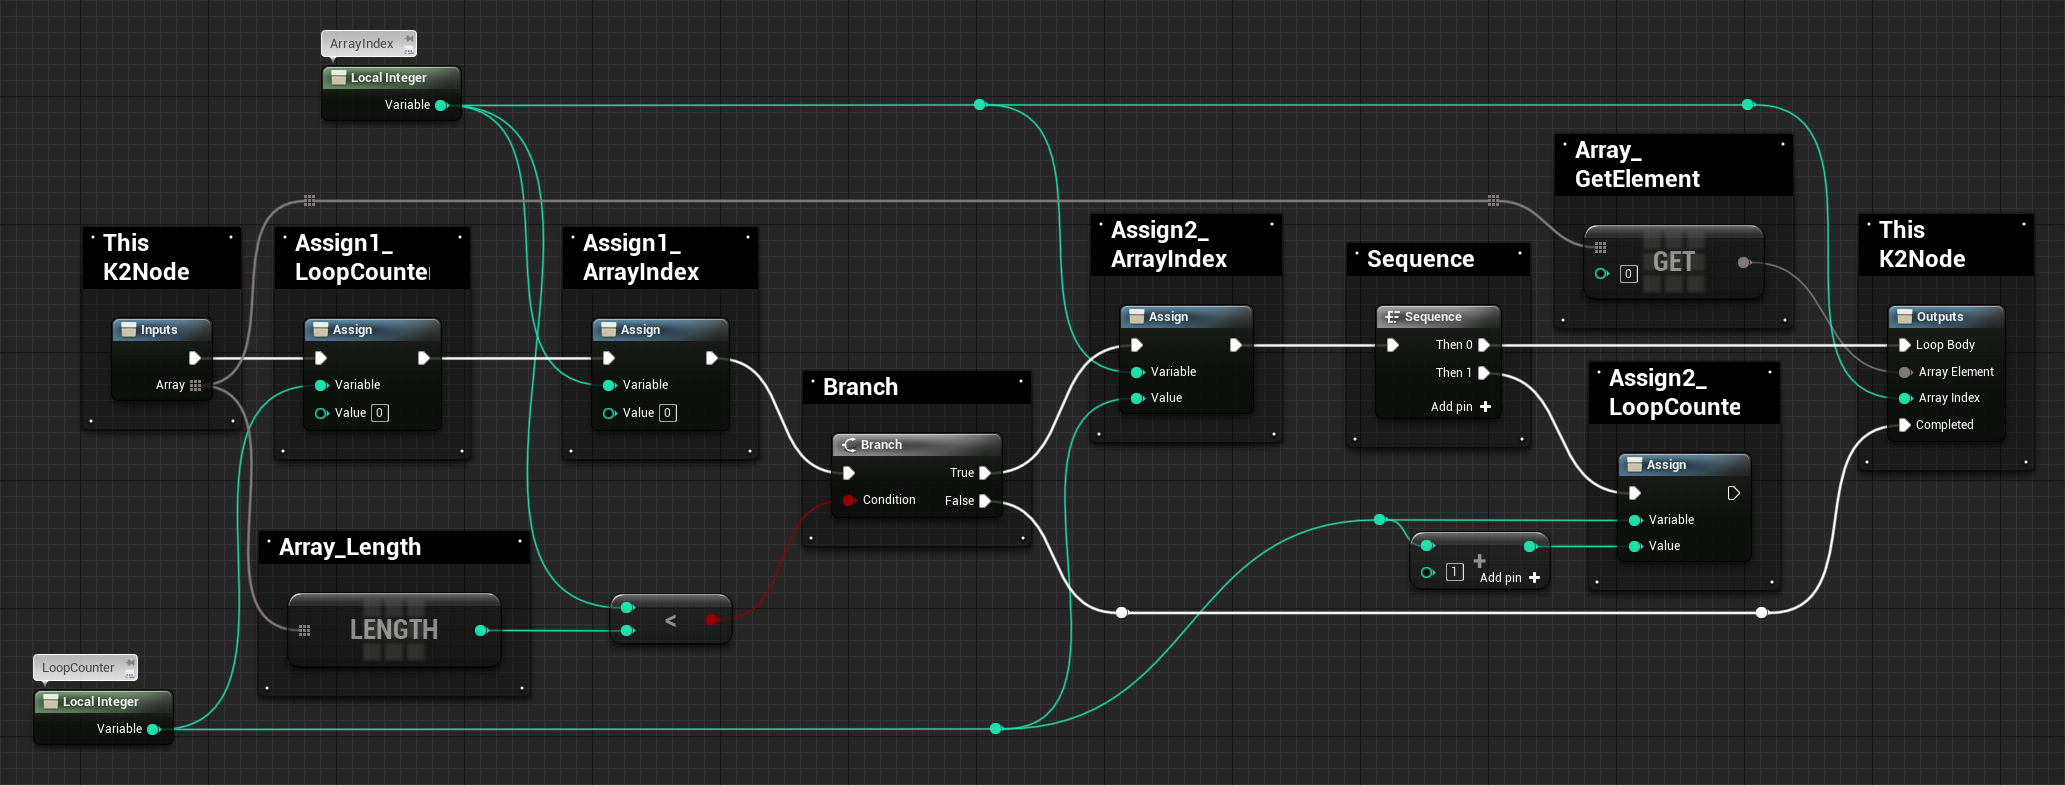 ArrayIndex
Local Integer
Variable
This
K2Node
Inputs
Array
Assign1_
LoopCounter
Assign
Variable
Value 0
Assign1_
ArrayIndex
Assign
Variable
Value 0
Array_Length
LENGTH
<
LoopCounter
Local Integer
Variable
Branch
Branch
True
Condition
False
Assign2_
ArrayIndex
Assign
Variable
Value
Sequence
Sequence
Then 0
Then 1
Add pin +
Array_
GetElement
GET
0
Assign2_
LoopCounte
Assign
Variable
Value
+
1
Add pin +
This
K2Node
Outputs
Loop Body
Array Element
Array Index
Completed